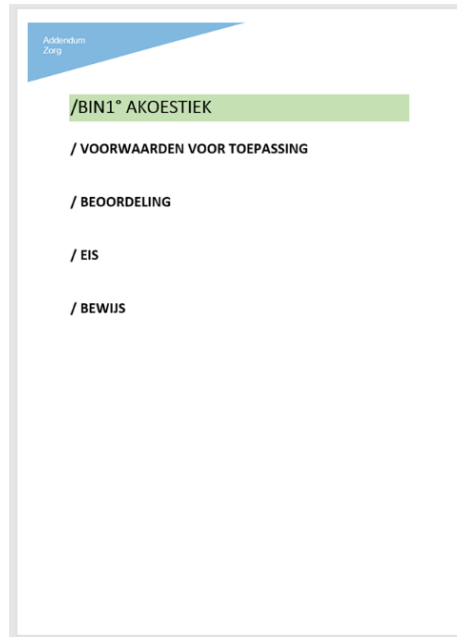 Addendum
Zorg
/BIN1° AKOESTIEK
/ VOORWAARDEN VOOR TOEPASSING
/ BEOORDELING
/ EIS
/ BEWIJS